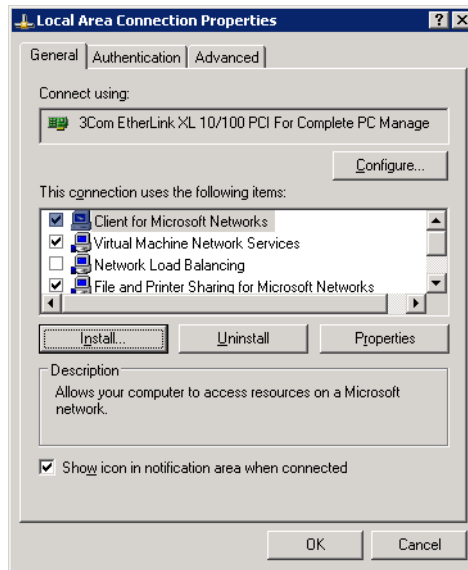 Local Area Connection Properties
General Authentication Advanced
Connect using:
3Com EtherLink XL 10/100 PCI For Complete PC Manage
Configure...
This connection uses the following items:
Client for Microsoft Networks
Virtual Machine Network Services
Network Load Balancing
File and Printer Sharing for Microsoft Networks
Install... Uninstall Properties
Description
Allows your computer to access resources on a Microsoft
network.
Show icon in notification area when connected
OK Cancel